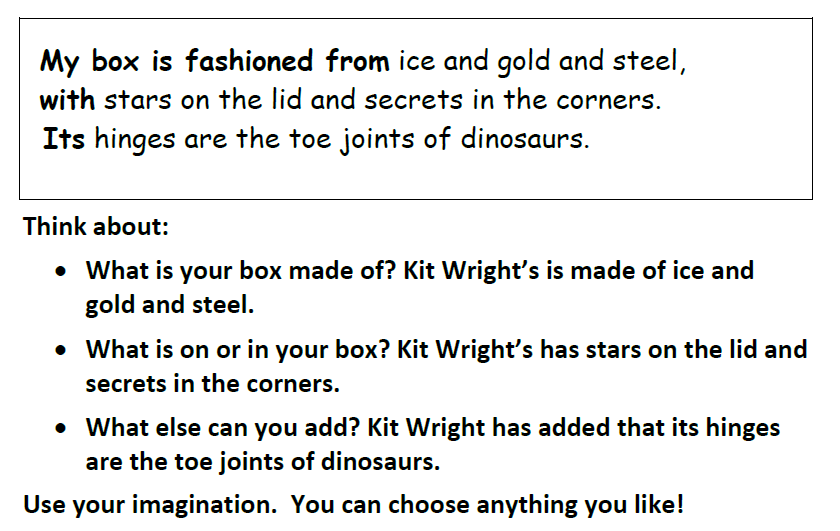 My box is fashioned from ice and gold and steel,
with stars on the lid and secrets in the corners.
Its hinges are the toe joints of dinosaurs.
Think about:
• What is your box made of? Kit Wright’s is made of ice and
gold and steel.
• What is on or in your box? Kit Wright’s has stars on the lid and
secrets in the corners.
• What else can you add? Kit Wright has added that its hinges
are the toe joints of dinosaurs.
Use your imagination.  You can choose anything you like!